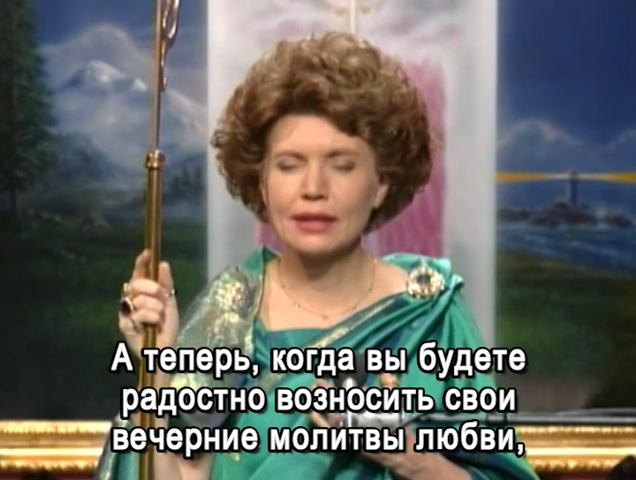 А теперь, когда вы будете
радостно возносить свои
вечерние молитвы любви,